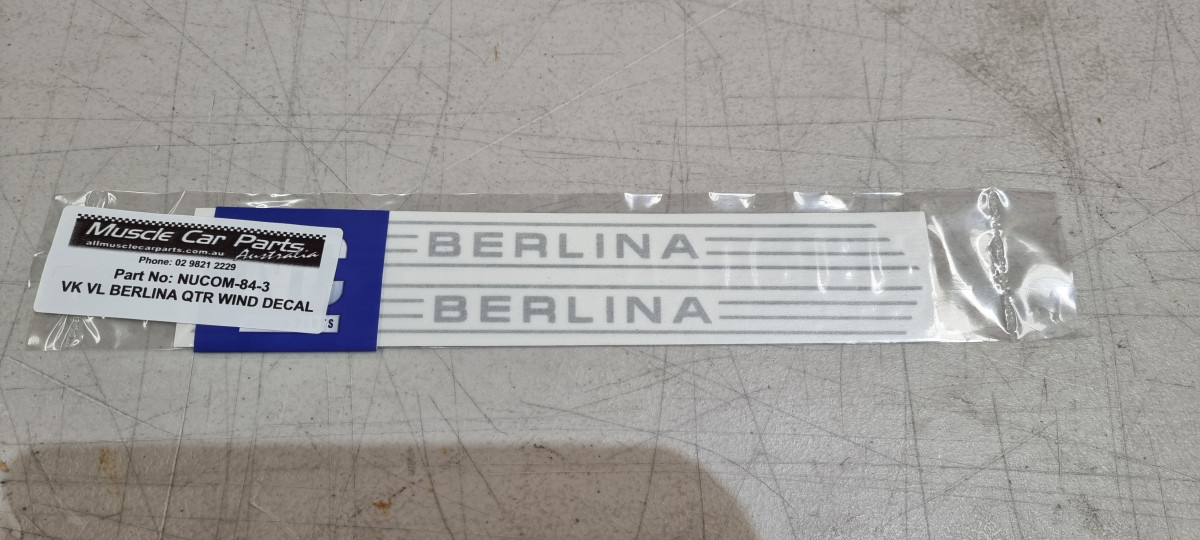 Muscle Car Parts
allmusclecarparts.com.au Australia
Phone: 02 9821 2229
Part No: NUCOM-84-3
VK VL BERLINA QTR WIND DECAL
BERLINA
BERLINA